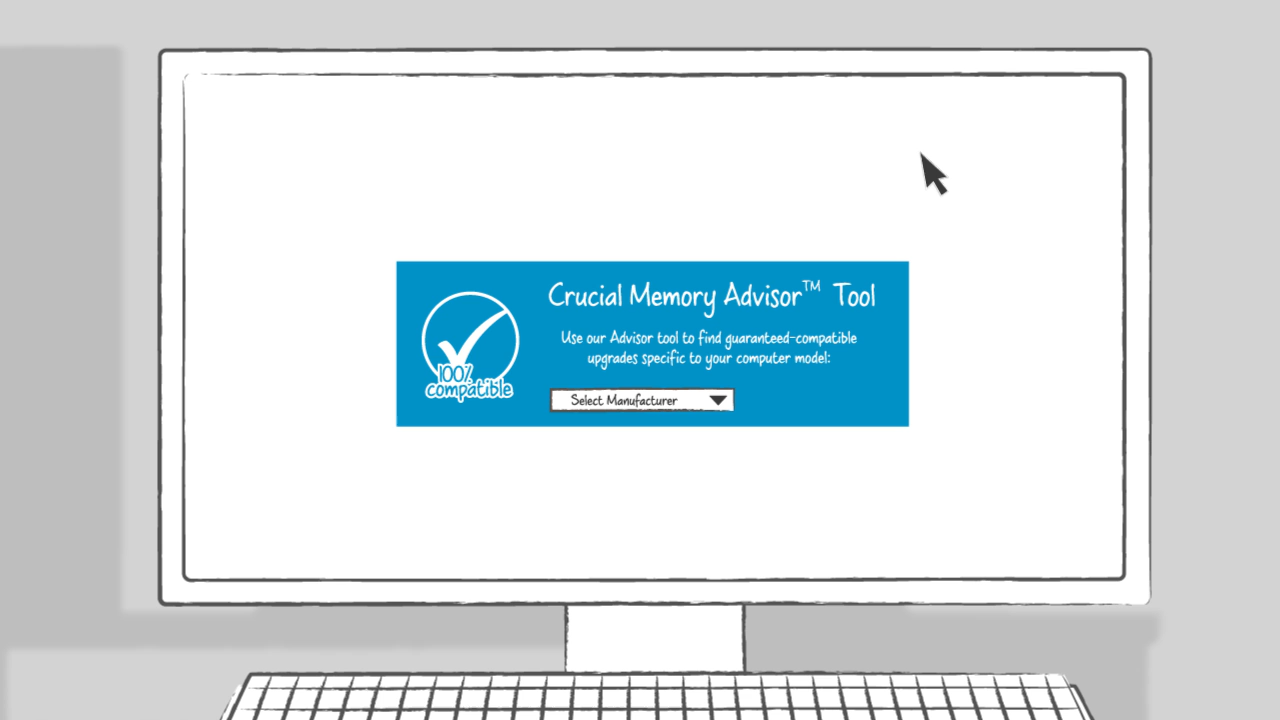 Crucial Memory Advisor™ Tool
Use our Advisor tool to find guaranteed-compatible
upgrades specific to your computer model:
100%
compatible
Select Manufacturer